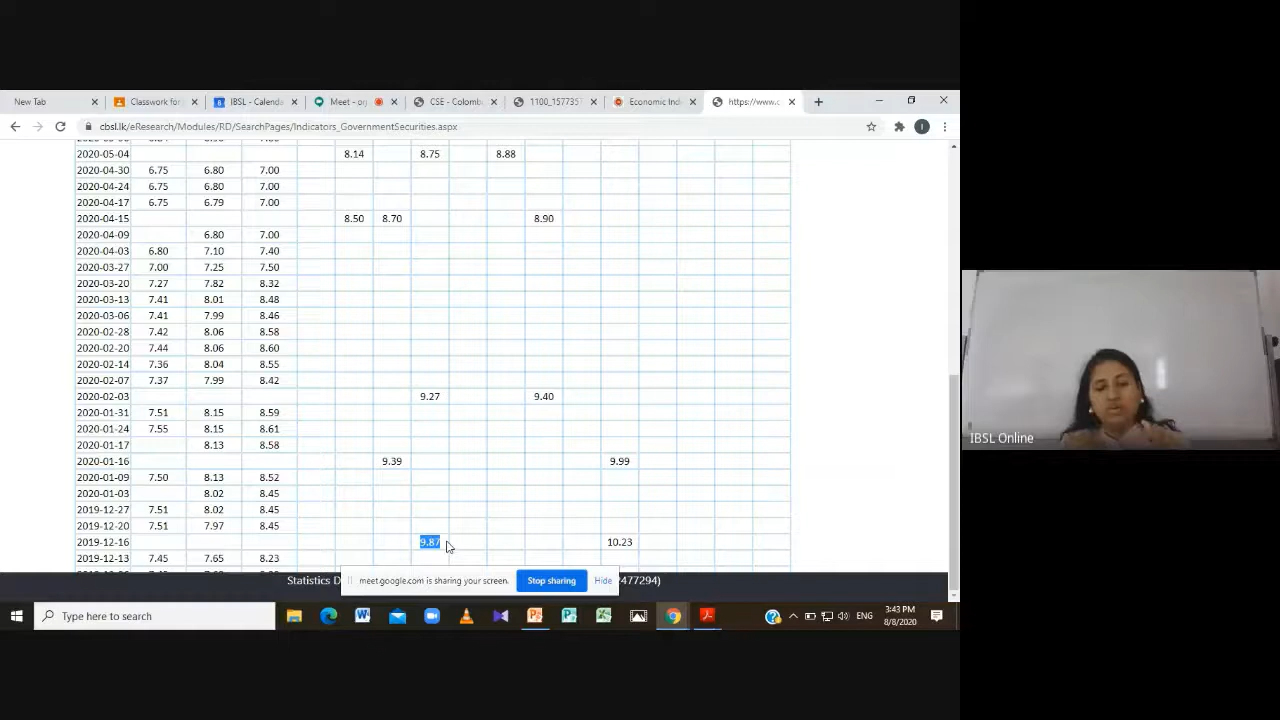 New Tab
Classwork for
IBSL - Calenda
Meet - og
CSE - Colomb
1100_157735
Economic Indi
https://www.c
cbsl.lk/eResearch/Modules/RD/SearchPages/Indicators_GovernmentSecurities.aspx
2020-05-04 8.14 8.75 8.88
2020-04-30 6.75 6.80 7.00
2020-04-24 6.75 6.80 7.00
2020-04-17 6.75 6.79 7.00
2020-04-15 8.50 8.70 8.90
2020-04-09 6.80 7.00
2020-04-03 6.80 7.10 7.40
2020-03-27 7.00 7.25 7.50
2020-03-20 7.27 7.82 8.32
2020-03-13 7.41 8.01 8.48
2020-03-06 7.41 7.99 8.46
2020-02-28 7.42 8.06 8.58
2020-02-20 7.44 8.06 8.60
2020-02-14 7.36 8.04 8.55
2020-02-07 7.37 7.99 8.42
2020-02-03 9.27 9.40
2020-01-31 7.51 8.15 8.59
2020-01-24 7.55 8.15 8.61
2020-01-17 8.13 8.58
2020-01-16 9.39 9.99
2020-01-09 7.50 8.13 8.52
2020-01-03 8.02 8.45
2019-12-27 7.51 8.02 8.45
2019-12-20 7.51 7.97 8.45
2019-12-16 9.87 10.23
2019-12-13 7.45 7.65 8.23
Statistics D
2477294)
meet.google.com is sharing your screen.
Stop sharing
Hide
Type here to search
ENG
3:43 PM
8/8/2020
IBSL Online